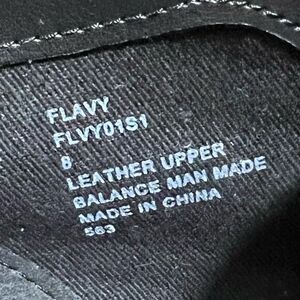 FLAVY
FLVY01S1
8
LEATHER UPPER
BALANCE MAN MADE
MADE IN CHINA
563